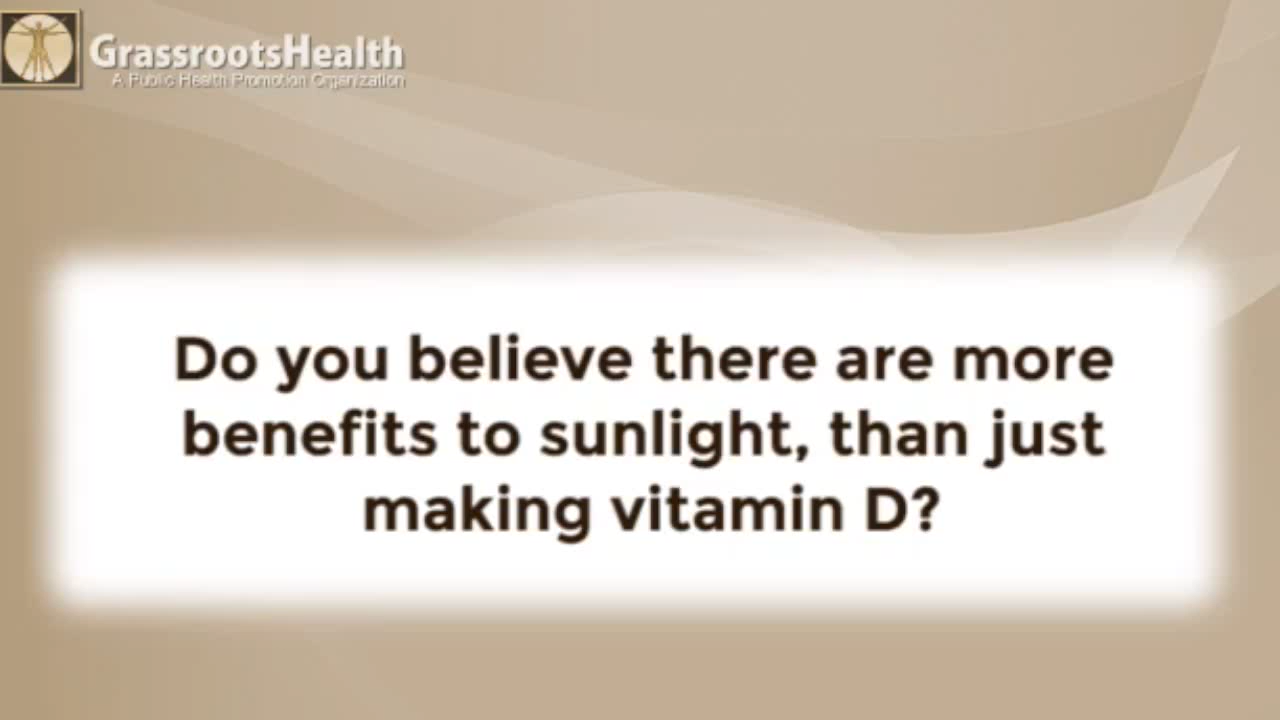 GrassrootsHealth
A Public Health Promotion Organization
Do you believe there are more
benefits to sunlight, than just
making vitamin D?